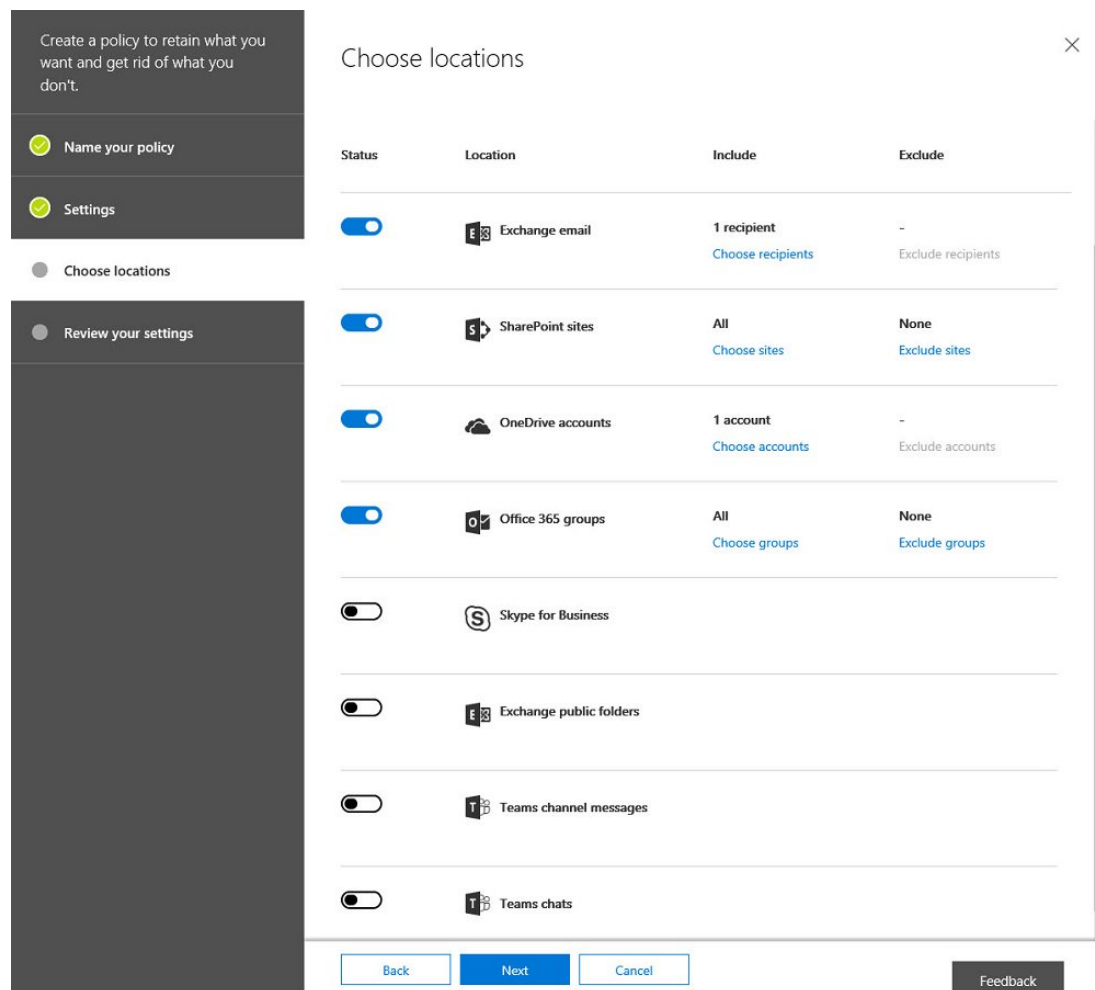 Create a policy to retain what you
want and get rid of what you
don't.
Name your policy
Settings
Choose locations
Review your settings
Choose locations
Status Location Include Exclude
Exchange email 1 recipient -
Choose recipients Exclude recipients
SharePoint sites All None
Choose sites Exclude sites
OneDrive accounts 1 account -
Choose accounts Exclude accounts
Office 365 groups All None
Choose groups Exclude groups
Skype for Business
Exchange public folders
Teams channel messages
Teams chats
Back Next Cancel
Feedback